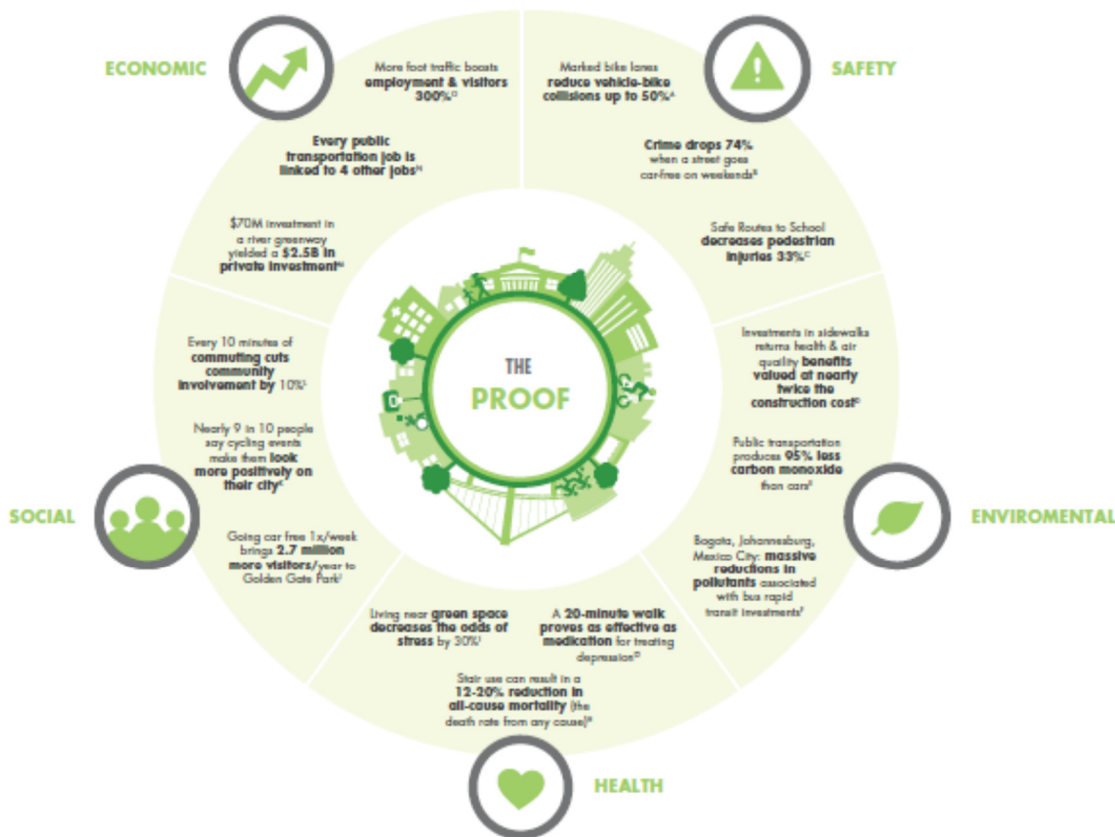 ECONOMIC
More foot traffic boosts
employment & visitors
300%
Every public
transportation job is
linked to 4 other jobs
$70M investment in
a river greenway
yielded a $2.5B in
private investment
SAFETY
Marked bike lanes
reduce vehicle-bike
collisions up to 50%
Crime drops 74%
when a street goes
car-free on weekends
Safe Routes to School
decreases pedestrian
injuries 33%
THE
PROOF
Investments in sidewalks
returns health & air
quality benefits
valued at nearly
twice the
construction cost
Public transportation
produces 95% less
carbon monoxide
than cars
Bogota, Johannesburg,
Mexico City: massive
reductions in
pollutants associated
with bus rapid
transit investments
ENVIROMENTAL
Living near green space
decreases the odds of
stress by 30%
A 20-minute walk
proves as effective as
medication for treating
depression
Stair use can result in a
12-20% reduction in
all-cause mortality (the
death rate from any cause)
HEALTH
Every 10 minutes of
commuting cuts
community
involvement by 10%
Nearly 9 in 10 people
say cycling events
make them look
more positively on
their city
Going car free 1x/week
brings 2.7 million
more visitors/year to
Golden Gate Park
SOCIAL